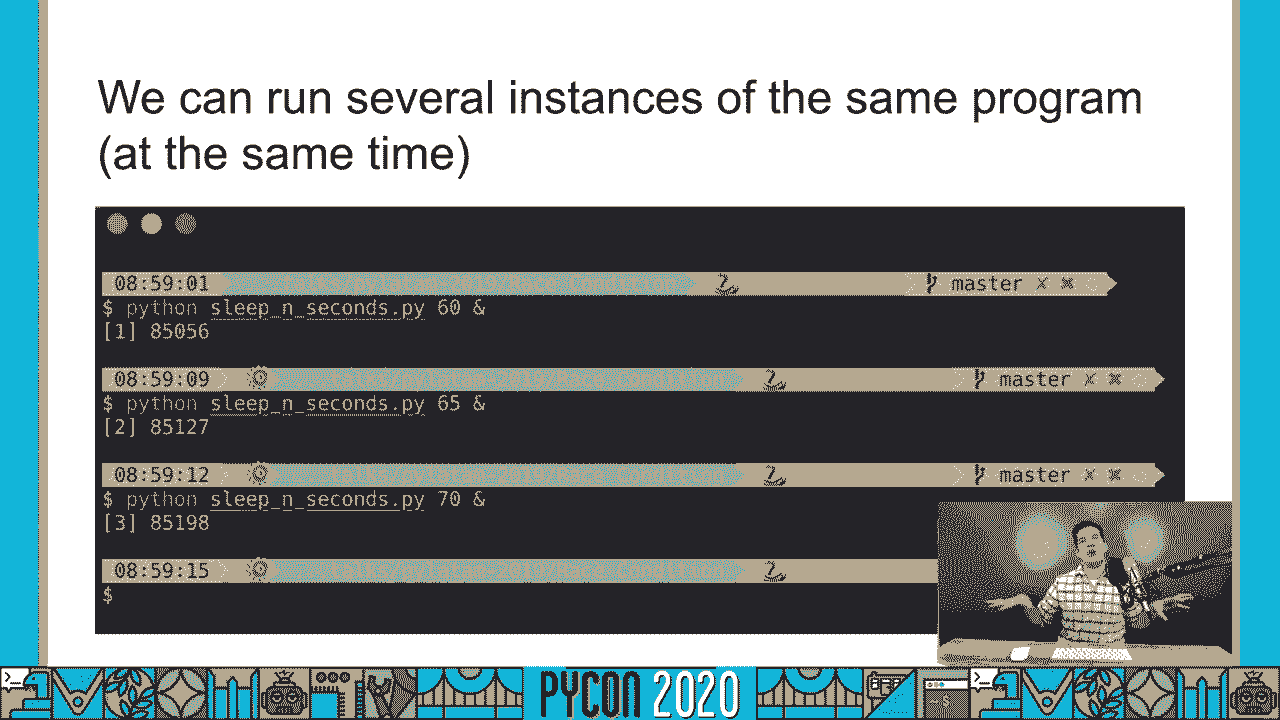 We can run several instances of the same program
(at the same time)
08:59:01 master
$ python sleep_n_seconds.py 60 &
[1] 85056
08:59:09 master
$ python sleep_n_seconds.py 65 &
[2] 85127
08:59:12 master
$ python sleep_n_seconds.py 70 &
[3] 85198
08:59:15
$
PYCON 2020